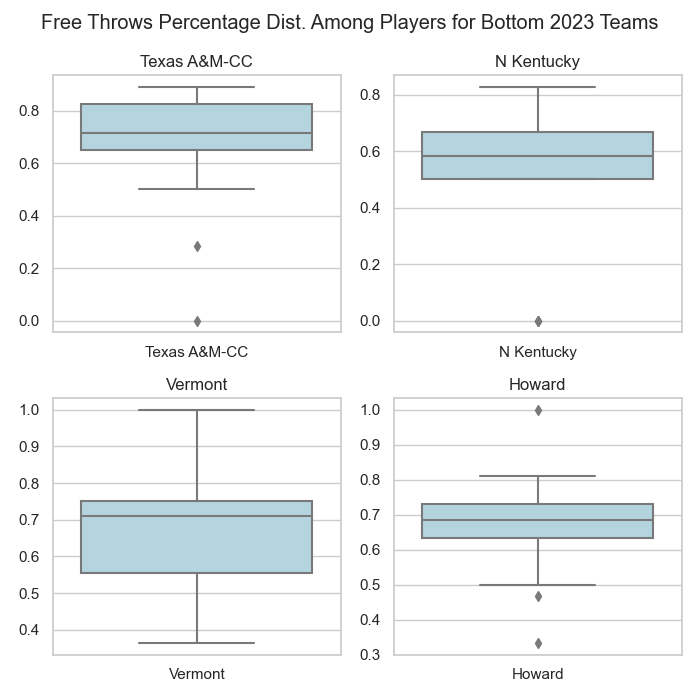 Free Throws Percentage Dist. Among Players for Bottom 2023 Teams
Texas A&M-CC
0.8
0.6
0.4
0.2
0.0
Texas A&M-CC
N Kentucky
0.8
0.6
0.4
0.2
0.0
N Kentucky
Vermont
1.0
0.9
0.8
0.7
0.6
0.5
0.4
Vermont
Howard
1.0
0.9
0.8
0.7
0.6
0.5
0.4
0.3
Howard